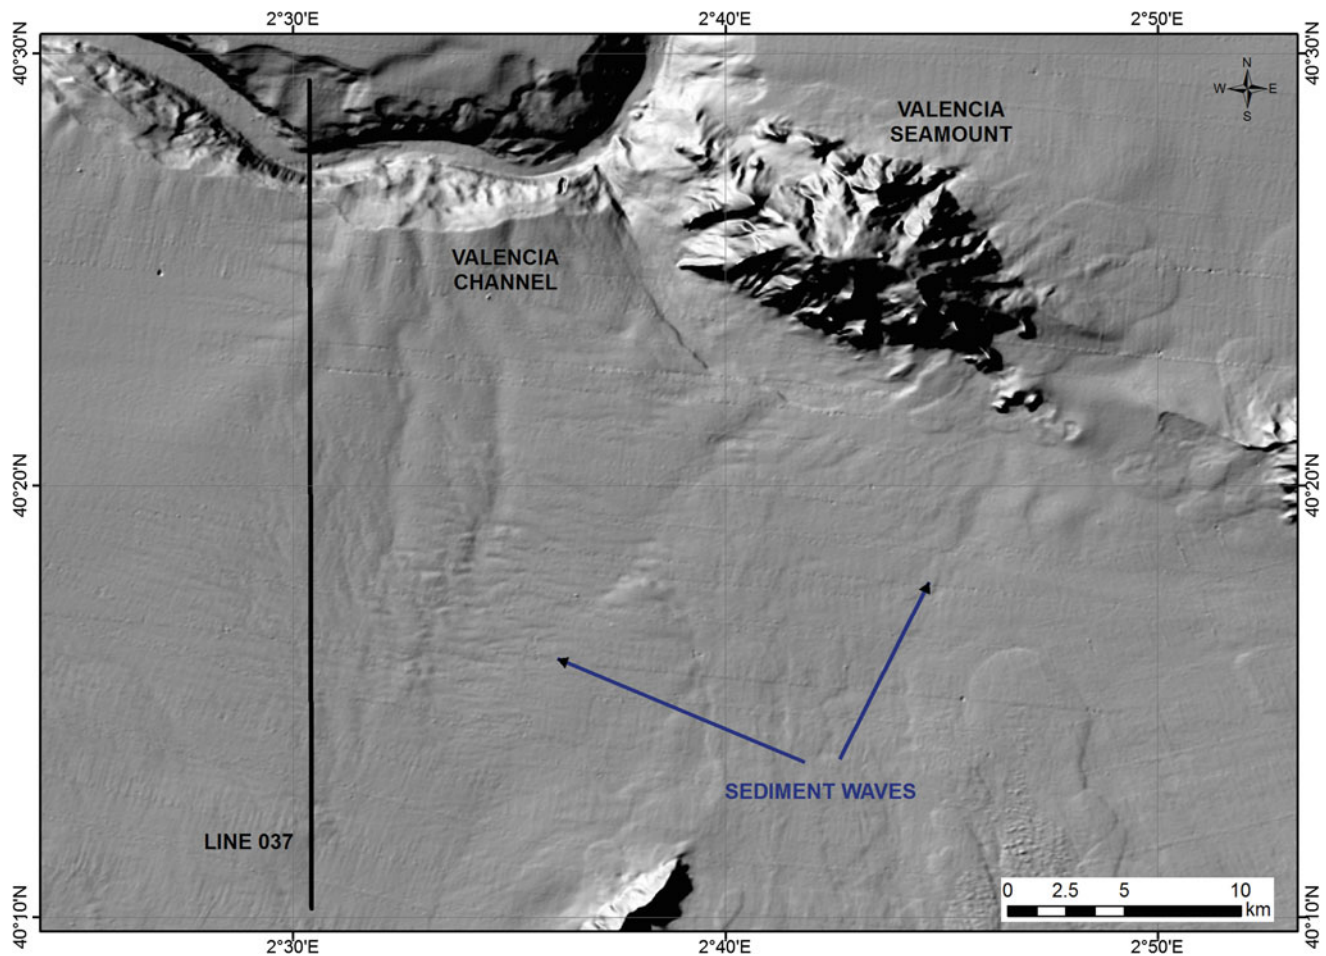 2°30'E
2°40'E
2°50'E
40°30'N
40°30'N
N
W
E
S
VALENCIA
SEAMOUNT
VALENCIA
CHANNEL
40°20'N
40°20'N
SEDIMENT WAVES
LINE 037
0 2.5 5 10
km
40°10'N
40°10'N
2°30'E
2°40'E
2°50'E